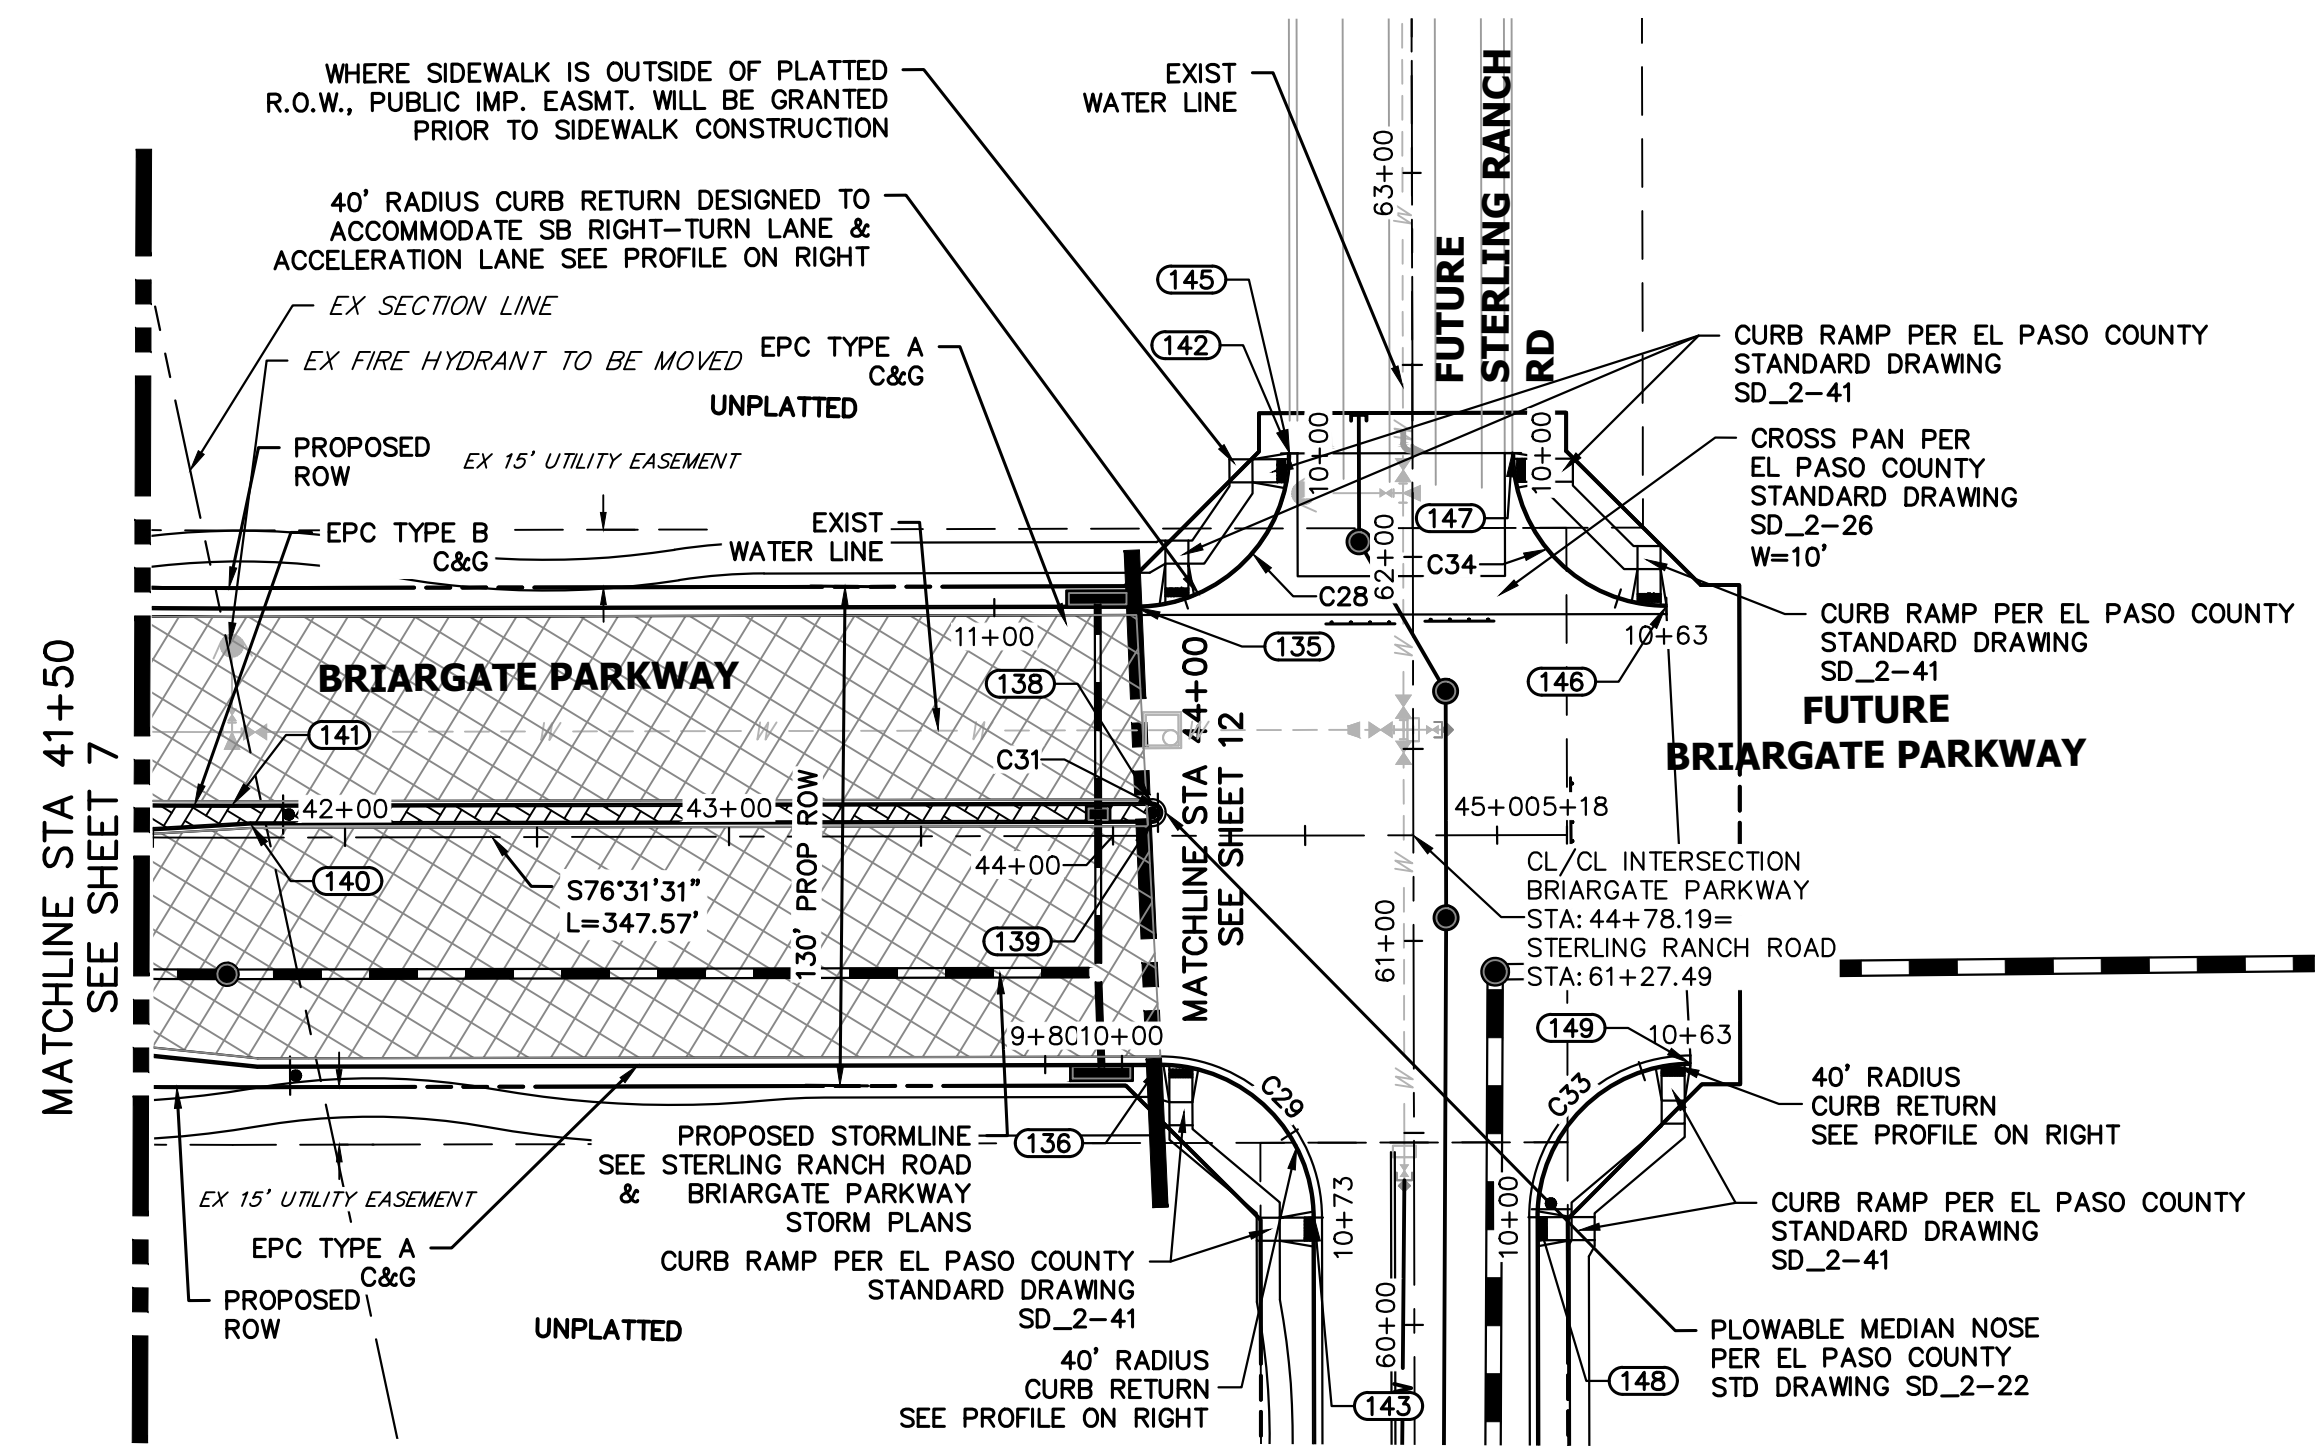 WHERE SIDEWALK IS OUTSIDE OF PLATTED
R.O.W., PUBLIC IMP. EASMT. WILL BE GRANTED
PRIOR TO SIDEWALK CONSTRUCTION
EXIST
WATER LINE
40' RADIUS CURB RETURN DESIGNED TO
ACCOMMODATE SB RIGHT-TURN LANE &
ACCELERATION LANE SEE PROFILE ON RIGHT
63+00
FUTURE
STERLING RANCH
RD
145
142
EX SECTION LINE
EX FIRE HYDRANT TO BE MOVED
EPC TYPE A
C&G
UNPLATTED
CURB RAMP PER EL PASO COUNTY
STANDARD DRAWING
SD_2-41
PROPOSED
ROW
EX 15' UTILITY EASEMENT
10+00
10+00
CROSS PAN PER
EL PASO COUNTY
STANDARD DRAWING
SD_2-26
W=10'
EPC TYPE B
C&G
EXIST
WATER LINE
147
62+00
C34
C28
CURB RAMP PER EL PASO COUNTY
STANDARD DRAWING
SD_2-41
11+00
135
10+63
146
138
BRIARGATE PARKWAY
FUTURE
BRIARGATE PARKWAY
MATCHLINE STA 41+50
SEE SHEET 7
141
W
W
W
W
W
W
C31
MATCHLINE STA 44+00
SEE SHEET 12
42+00
43+00
130' PROP ROW
45+005+18
140
44+00
S76°31'31"
L=347.57'
139
W
61+00
CL/CL INTERSECTION
BRIARGATE PARKWAY
STA: 44+78.19=
STERLING RANCH ROAD
STA: 61+27.49
9+80
10+00
149
10+63
W
C29
C33
40' RADIUS
CURB RETURN
SEE PROFILE ON RIGHT
PROPOSED STORMLINE
SEE STERLING RANCH ROAD
& BRIARGATE PARKWAY
STORM PLANS
136
EX 15' UTILITY EASEMENT
10+73
10+00
CURB RAMP PER EL PASO COUNTY
STANDARD DRAWING
SD_2-41
EPC TYPE A
C&G
PROPOSED
ROW
UNPLATTED
CURB RAMP PER EL PASO COUNTY
STANDARD DRAWING
SD_2-41
60+00
PLOWABLE MEDIAN NOSE
PER EL PASO COUNTY
STD DRAWING SD_2-22
40' RADIUS
CURB RETURN
SEE PROFILE ON RIGHT
148
143